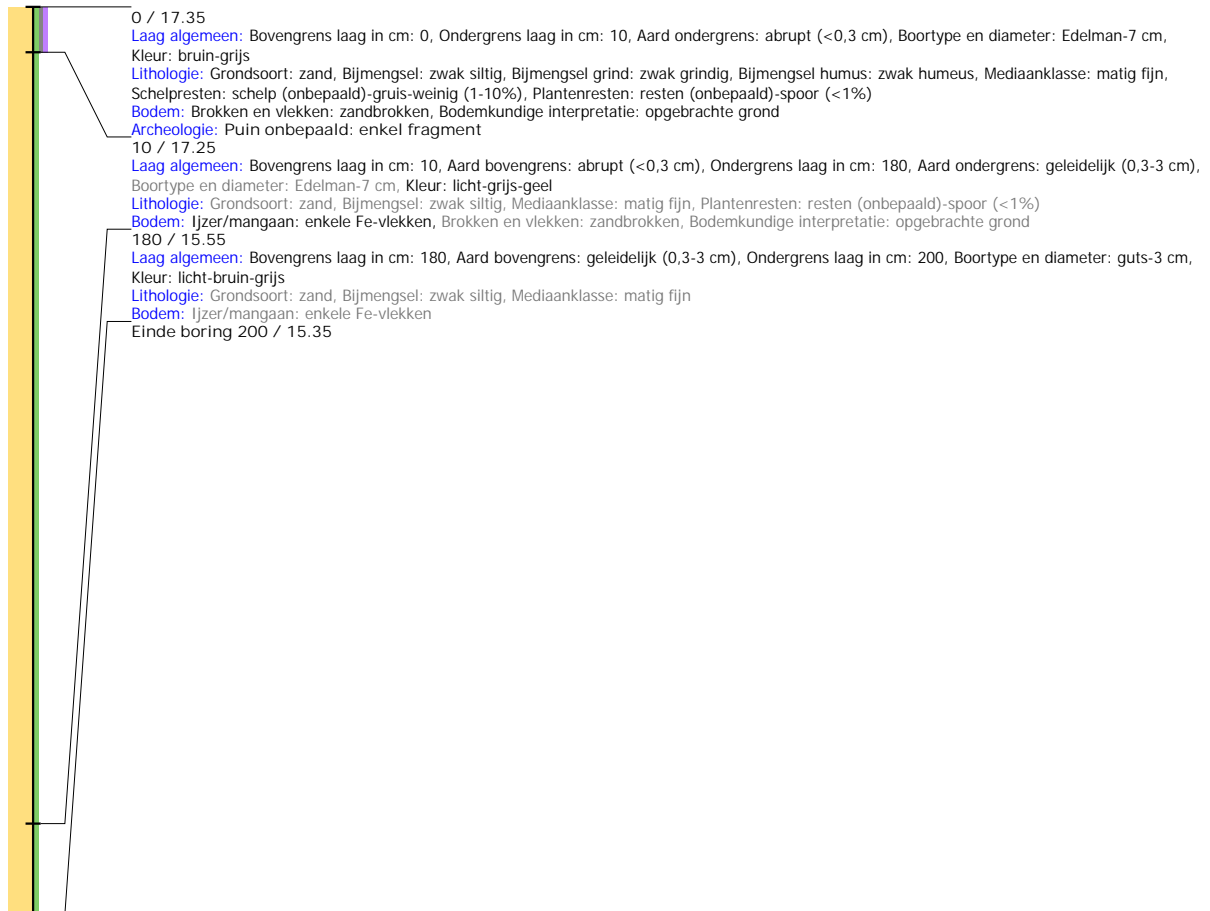 0 / 17.35
Laag algemeen: Bovengrens laag in cm: 0, Ondergrens laag in cm: 10, Aard ondergrens: abrupt (<0,3 cm), Boortype en diameter: Edelman-7 cm,
Kleur: bruin-grijs
Lithologie: Grondsoort: zand, Bijmengsel: zwak siltig, Bijmengsel grind: zwak grindig, Bijmengsel humus: zwak humeus, Mediaanklasse: matig fijn,
Schelpresten: schelp (onbepaald)-gruis-weinig (1-10%), Plantenresten: resten (onbepaald)-spoor (<1%)
Bodem: Brokken en vlekken: zandbrokken, Bodemkundige interpretatie: opgebrachte grond
Archeologie: Puin onbepaald: enkel fragment
10 / 17.25
Laag algemeen: Bovengrens laag in cm: 10, Aard bovengrens: abrupt (<0,3 cm), Ondergrens laag in cm: 180, Aard ondergrens: geleidelijk (0,3-3 cm),
Boortype en diameter: Edelman-7 cm, Kleur: licht-grijs-geel
Lithologie: Grondsoort: zand, Bijmengsel: zwak siltig, Mediaanklasse: matig fijn, Plantenresten: resten (onbepaald)-spoor (<1%)
Bodem: Ijzer/mangaan: enkele Fe-vlekken, Brokken en vlekken: zandbrokken, Bodemkundige interpretatie: opgebrachte grond
180 / 15.55
Laag algemeen: Bovengrens laag in cm: 180, Aard bovengrens: geleidelijk (0,3-3 cm), Ondergrens laag in cm: 200, Boortype en diameter: guts-3 cm,
Kleur: licht-bruin-grijs
Lithologie: Grondsoort: zand, Bijmengsel: zwak siltig, Mediaanklasse: matig fijn
Bodem: Ijzer/mangaan: enkele Fe-vlekken
Einde boring 200 / 15.35